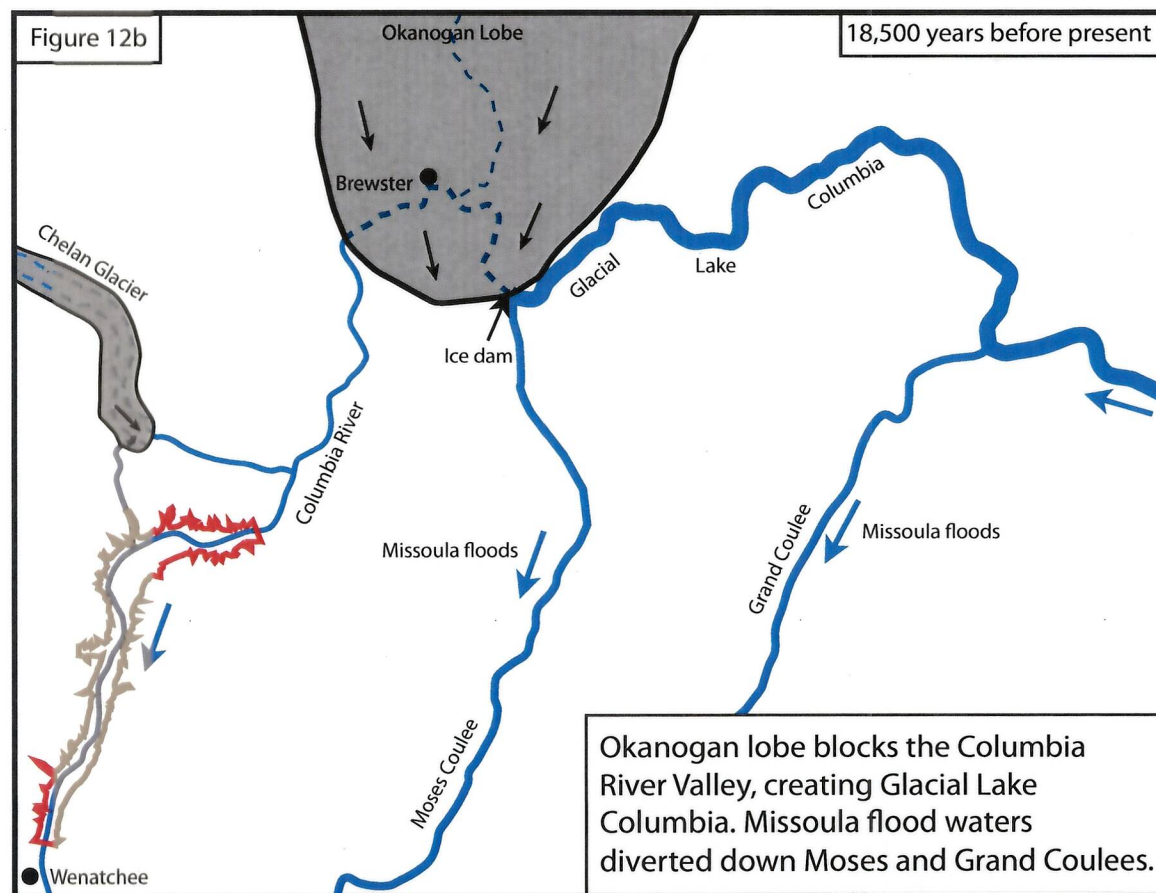 Figure 12b
Okanogan Lobe
18,500 years before present
Brewster
Columbia
Chelan Glacier
Glacial
Lake
Ice dam
Columbia River
Missoula floods
Grand Coulee
Missoula floods
Moses Coulee
Okanogan lobe blocks the Columbia
River Valley, creating Glacial Lake
Columbia. Missoula flood waters
diverted down Moses and Grand Coulees.
Wenatchee